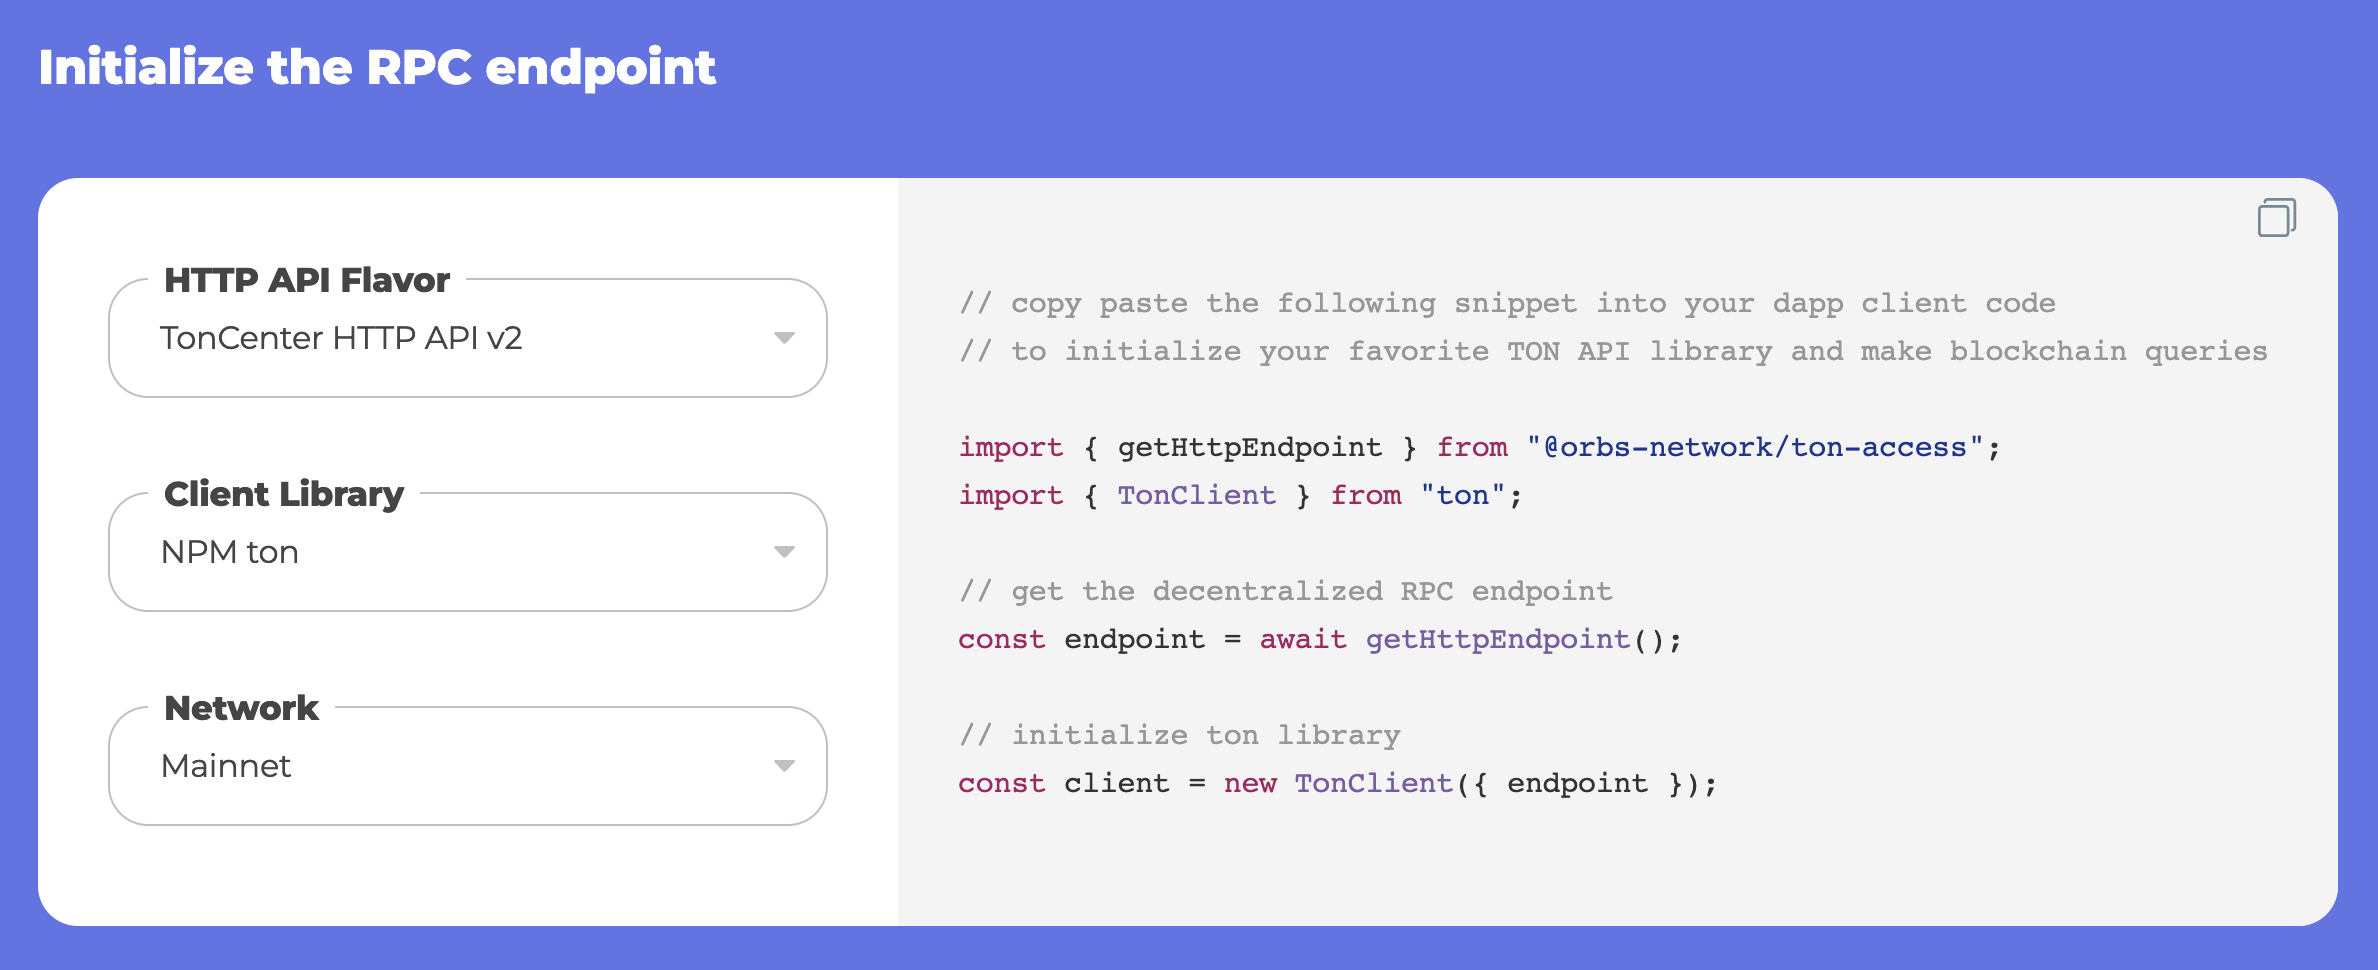 Initialize the RPC endpoint
HTTP API Flavor
TonCenter HTTP API v2
Client Library
NPM ton
Network
Mainnet
// copy paste the following snippet into your dapp client code
// to initialize your favorite TON API library and make blockchain queries
import { getHttpEndpoint } from "@orbs-network/ton-access";
import { TonClient } from "ton";
// get the decentralized RPC endpoint
const endpoint = await getHttpEndpoint();
// initialize ton library
const client = new TonClient({ endpoint });